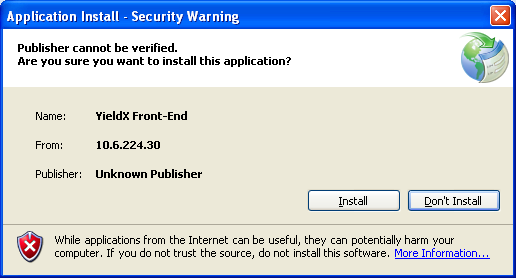 Application Install - Security Warning
Publisher cannot be verified.
Are you sure you want to install this application?
Name: YieldX Front-End
From: 10.6.224.30
Publisher: Unknown Publisher
Install Don't Install
While applications from the Internet can be useful, they can potentially harm your
computer. If you do not trust the source, do not install this software. More Information...